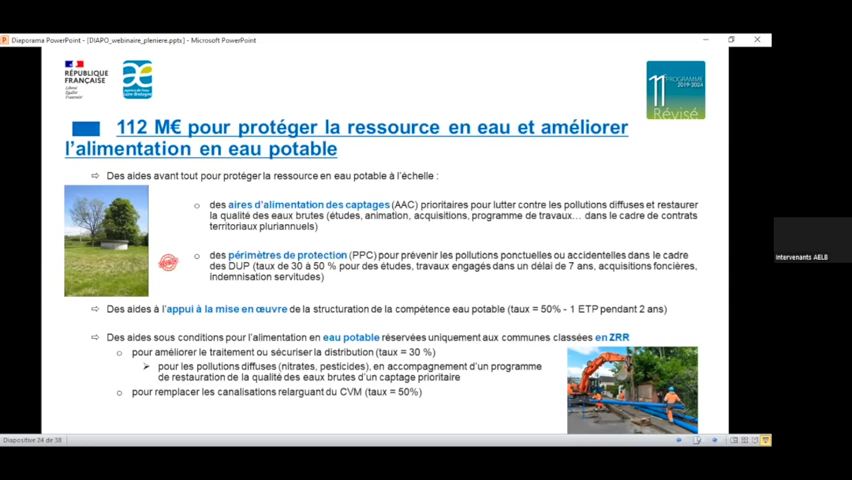 Diaporama PowerPoint - [DIAPO_webinaire_pleniere.pptx] - Microsoft PowerPoint
RÉPUBLIQUE
FRANÇAISE
Liberté
Égalité
Fraternité
11 PROGRAMME
2019-2024
Révisé
112 M€ pour protéger la ressource en eau et améliorer
l'alimentation en eau potable
⇨ Des aides avant tout pour protéger la ressource en eau potable à l'échelle :
o des aires d'alimentation des captages (AAC) prioritaires pour lutter contre les pollutions diffuses et restaurer
la qualité des eaux brutes (études, animation, acquisitions, programme de travaux… dans le cadre de contrats
territoriaux pluriannuels)
o des périmètres de protection (PPC) pour prévenir les pollutions ponctuelles ou accidentelles dans le cadre
des DUP (taux de 30 à 50 % pour des études, travaux engagés dans un délai de 7 ans, acquisitions foncières,
indemnisation servitudes)
⇨ Des aides à l'appui à la mise en œuvre de la structuration de la compétence eau potable (taux = 50% - 1 ETP pendant 2 ans)
⇨ Des aides sous conditions pour l'alimentation en eau potable réservées uniquement aux communes classées en ZRR
o pour améliorer le traitement ou sécuriser la distribution (taux = 30 %)
➢ pour les pollutions diffuses (nitrates, pesticides), en accompagnement d'un programme
de restauration de la qualité des eaux brutes d'un captage prioritaire
o pour remplacer les canalisations relarguant du CVM (taux = 50%)
Intervenants AELB
Diapositive 24 de 38